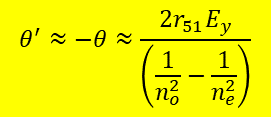 θ′ ≈ −θ ≈ 2r₅₁E_y / (1/n_o² − 1/n_e²)